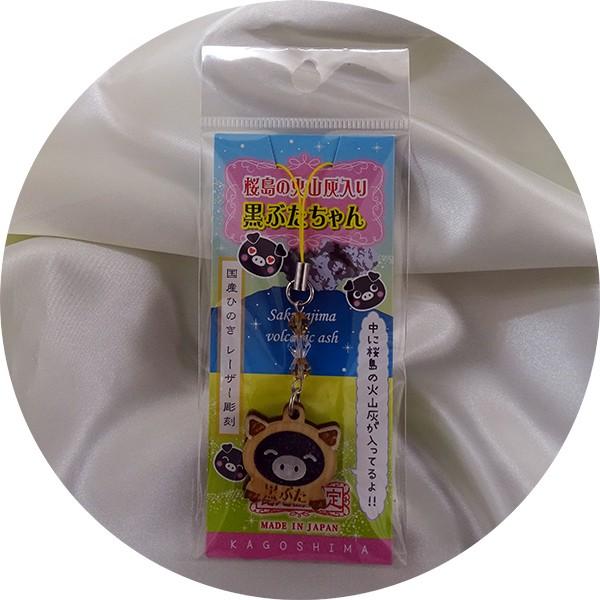 桜島の火山灰入り
黒ぶたちゃん
国産ひのき レーザー彫刻
Sakurajima
volcanic ash
中に桜島の火山灰が入ってるよ!!
黒ぶた
定
MADE IN JAPAN
KAGOSHIMA